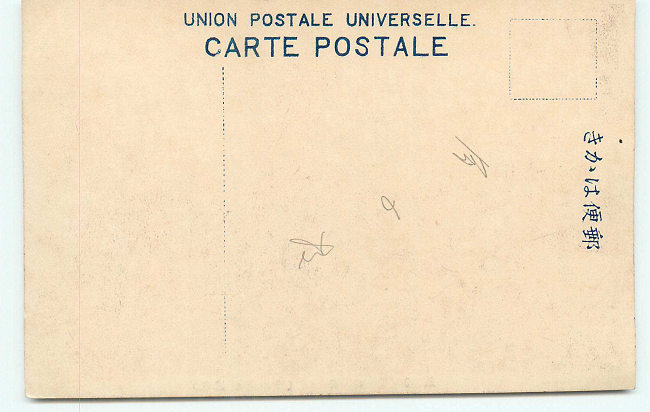 UNION POSTALE UNIVERSELLE.
CARTE POSTALE
郵便はがき